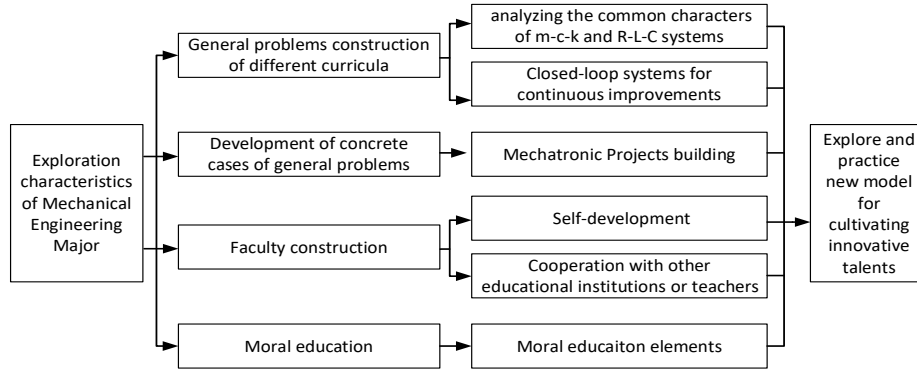 Exploration
characteristics
of Mechanical
Engineering
Major
General problems construction
of different curricula
Development of concrete
cases of general problems
Faculty construction
Moral education
analyzing the common characters
of m-c-k and R-L-C systems
Closed-loop systems for
continuous improvements
Mechatronic Projects building
Self-development
Cooperation with other
educational institutions or teachers
Moral educaiton elements
Explore and
practice
new model
for
cultivating
innovative
talents